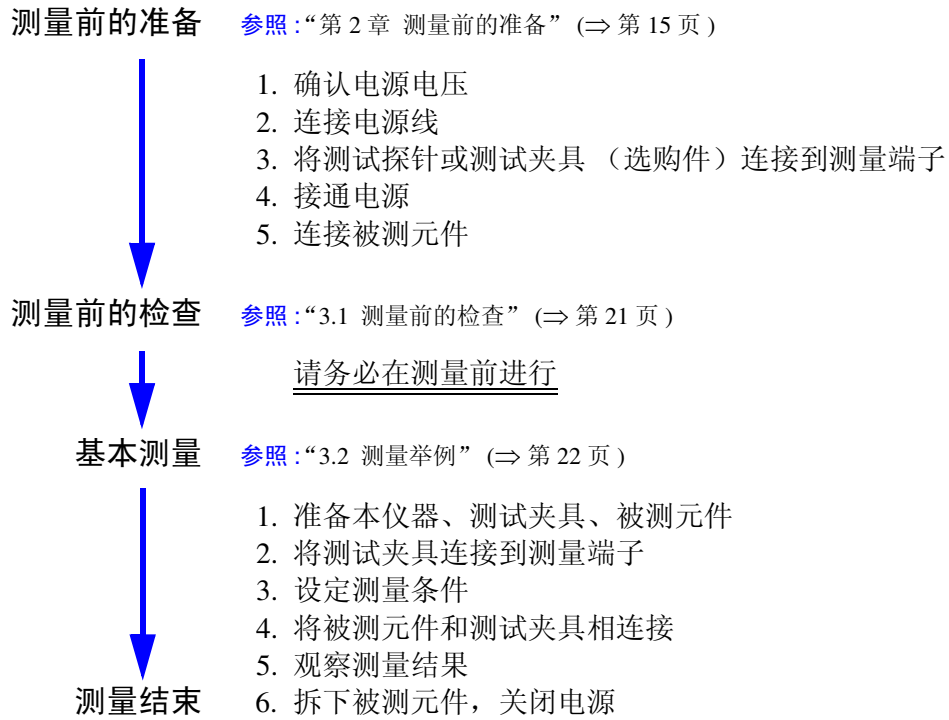 测量前的准备 参照:“第 2 章 测量前的准备” (⇒ 第 15 页 )
1. 确认电源电压
2. 连接电源线
3. 将测试探针或测试夹具 （选购件）连接到测量端子
4. 接通电源
5. 连接被测元件
测量前的检查 参照:“3.1 测量前的检查” (⇒ 第 21 页 )
请务必在测量前进行
基本测量 参照:“3.2 测量举例” (⇒ 第 22 页 )
1. 准备本仪器、测试夹具、被测元件
2. 将测试夹具连接到测量端子
3. 设定测量条件
4. 将被测元件和测试夹具相连接
5. 观察测量结果
测量结束 6. 拆下被测元件，关闭电源